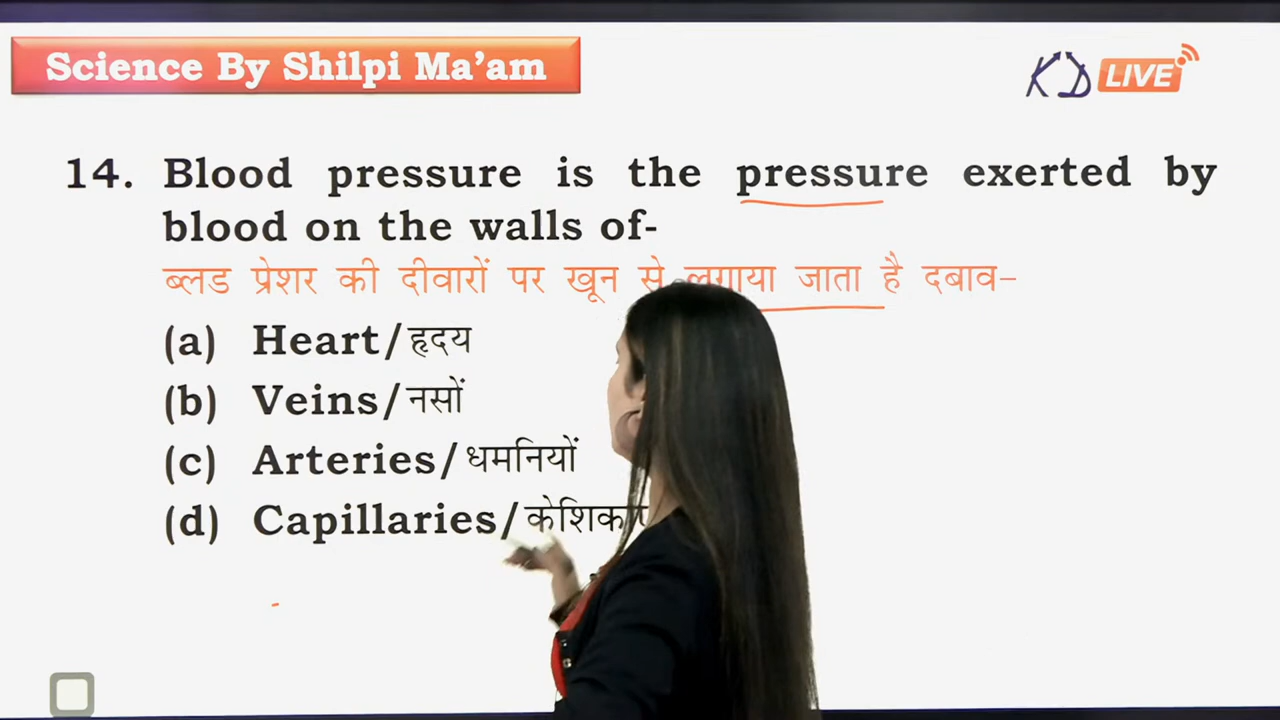 Science By Shilpi Ma'am
KD LIVE
14. Blood pressure is the pressure exerted by
blood on the walls of-
ब्लड प्रेशर की दीवारों पर खून से लगाया जाता है दबाव–
(a) Heart/हृदय
(b) Veins/नसों
(c) Arteries/धमनियों
(d) Capillaries/